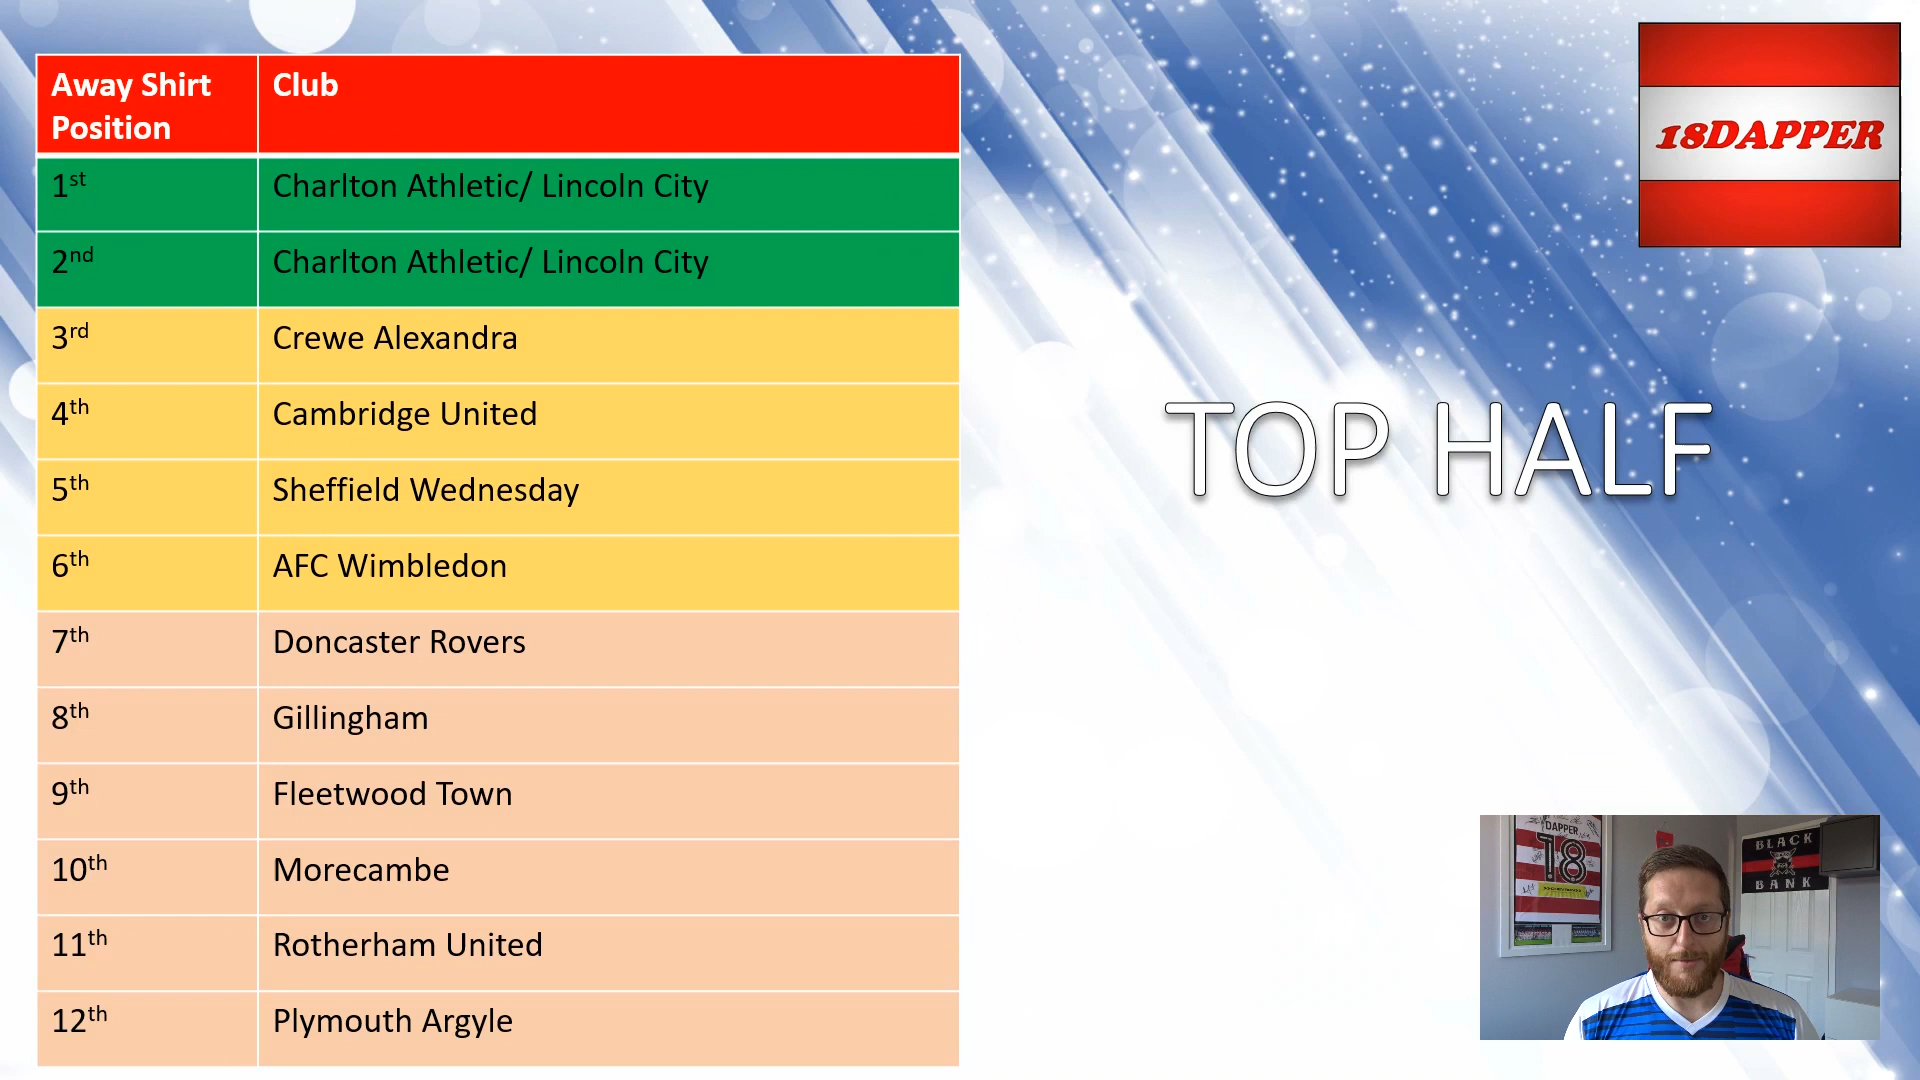 Away Shirt Position
Club
1st Charlton Athletic/ Lincoln City
2nd Charlton Athletic/ Lincoln City
3rd Crewe Alexandra
4th Cambridge United
5th Sheffield Wednesday
6th AFC Wimbledon
7th Doncaster Rovers
8th Gillingham
9th Fleetwood Town
10th Morecambe
11th Rotherham United
12th Plymouth Argyle
18DAPPER
TOP HALF
DAPPER
18
BLACK
BANK